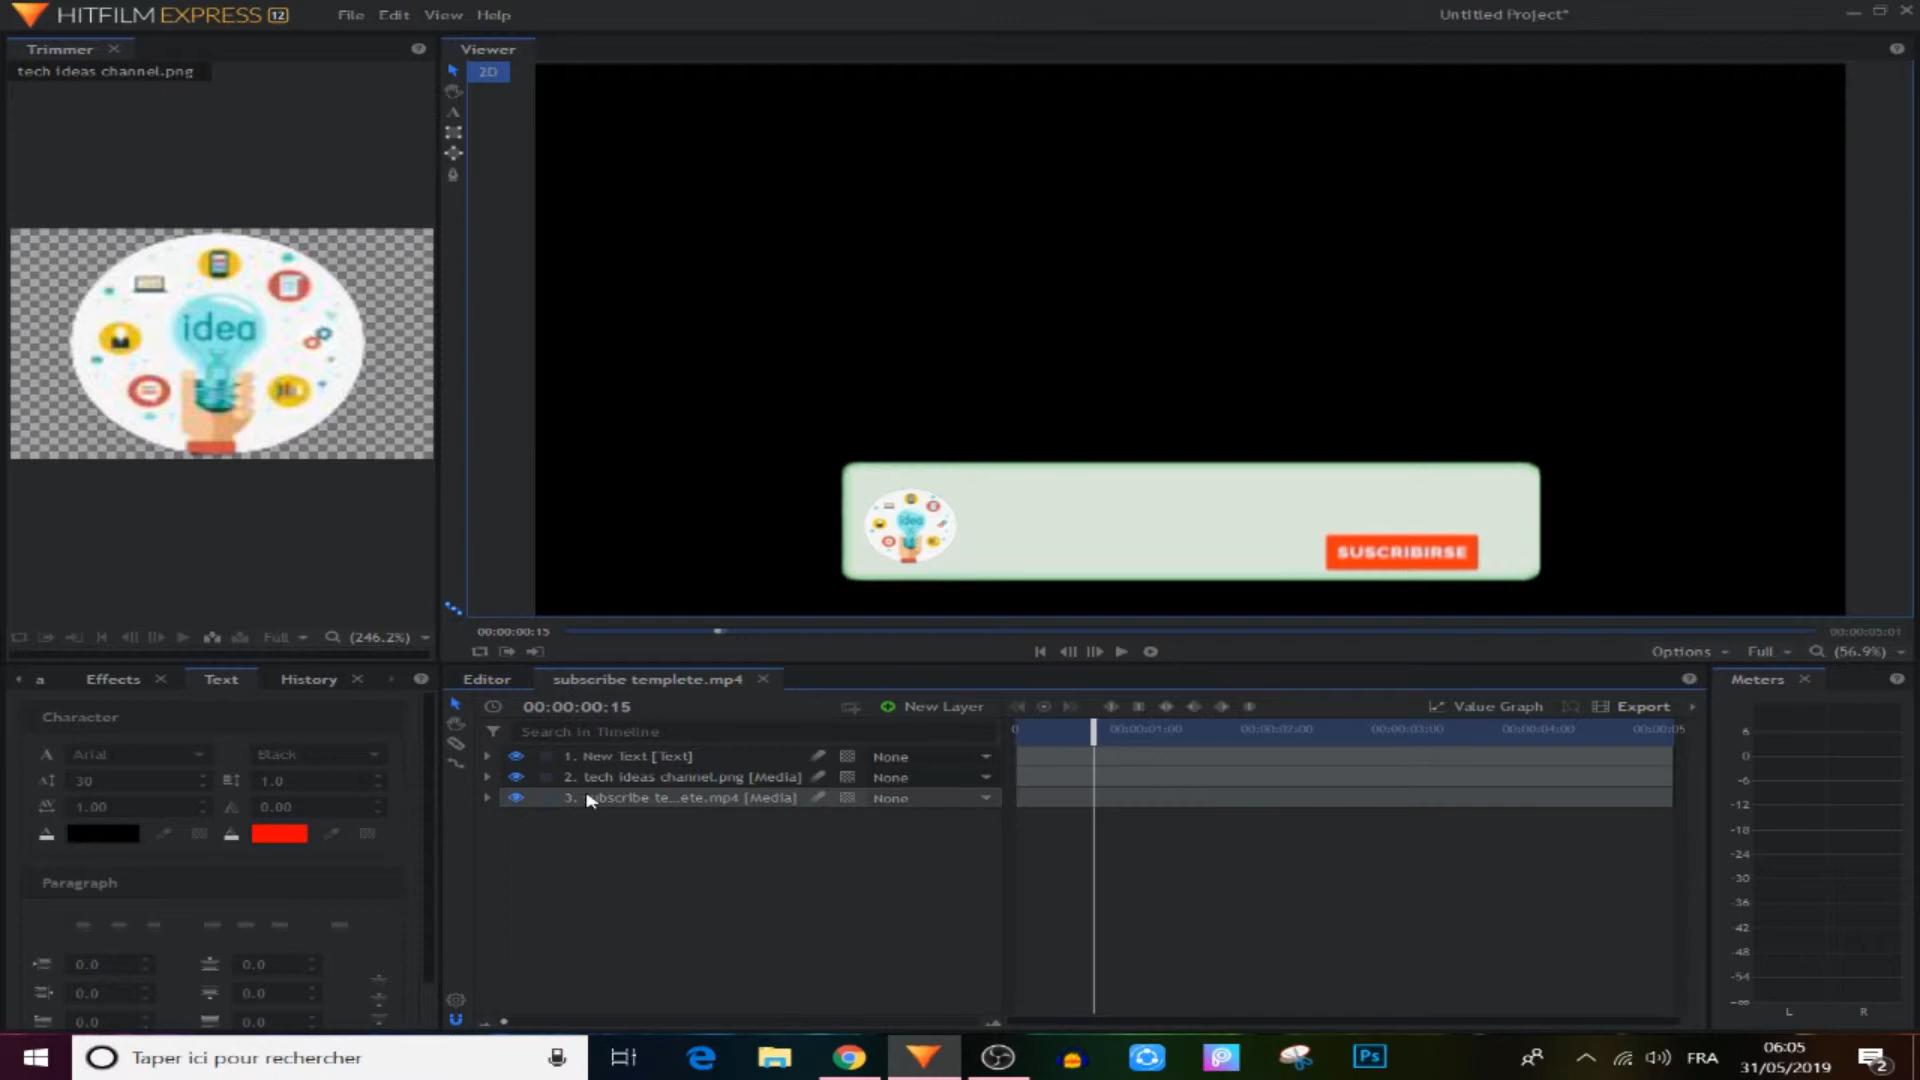 HITFILM EXPRESS 12
File Edit View Help
Untitled Project*
Trimmer
Viewer
tech ideas channel.png
2D
idea
idea
SUSCRIBIRSE
Full (246.2%)
00:00:00:15
00:00:05:01
Options Full (56.9%)
a Effects Text History
Editor subscribe templete.mp4
Meters
Character
00:00:00:15
New Layer
Value Graph
Export
Search in Timeline
0 00:00:01:00 00:00:02:00 00:00:03:00 00:00:04:00 00:00:05
Arial Black
1. New Text [Text] None
30 1.0
2. tech ideas channel.png [Media] None
1.00 0.00
3. subscribe te...ete.mp4 [Media] None
Paragraph
0.0 0.0
0.0 0.0
0.0 0.0
6
0
-6
-12
-18
-24
-30
-36
-42
-48
-54
-∞
L R
Taper ici pour rechercher
Ps
FRA
06:05
31/05/2019
2